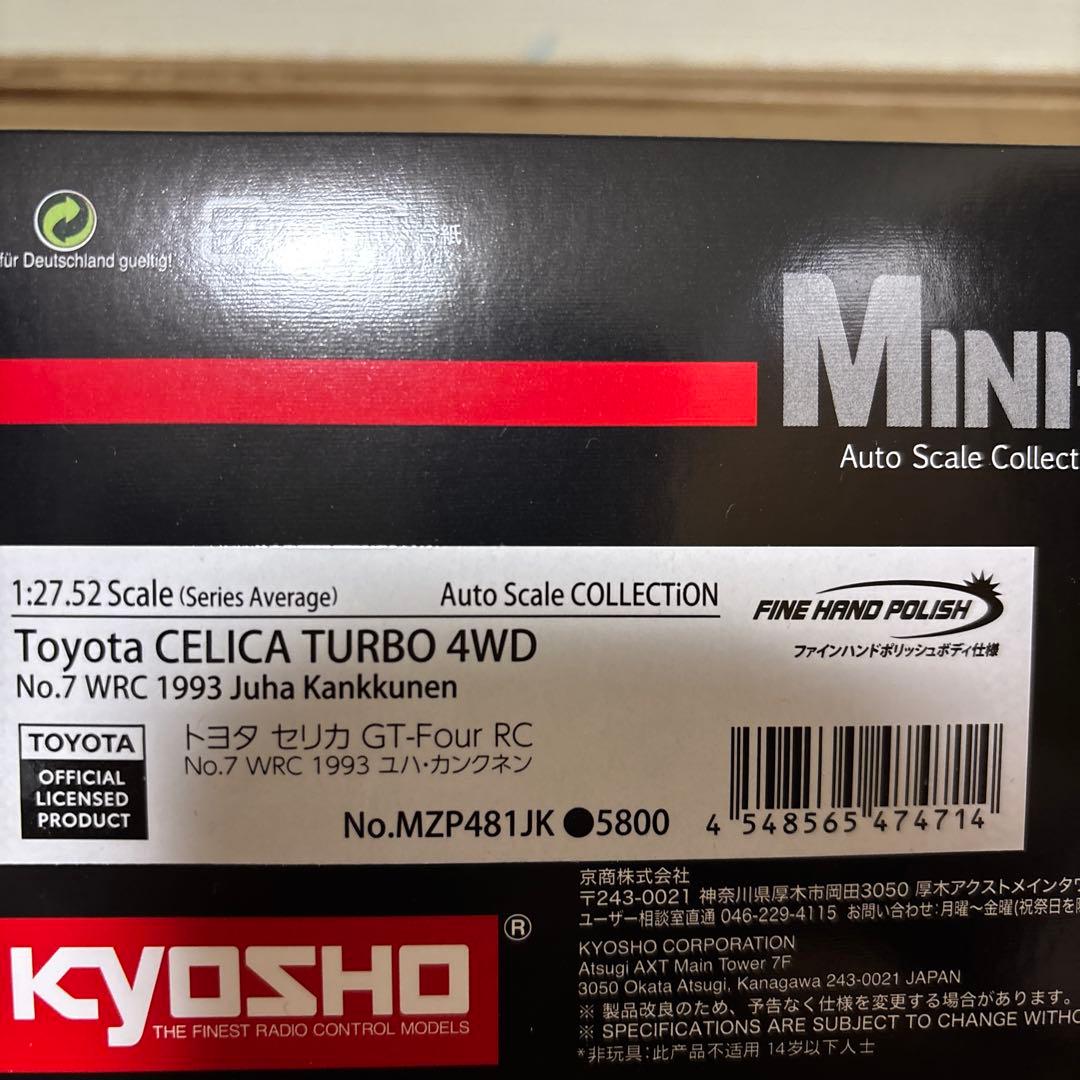 für Deutschland gueltig!
紙
MINI-
Auto Scale Collect
1:27.52 Scale (Series Average)
Auto Scale COLLECTiON
FINE HAND POLISH
ファインハンドポリッシュボディ仕様
Toyota CELICA TURBO 4WD
No.7 WRC 1993 Juha Kankkunen
TOYOTA
OFFICIAL
LICENSED
PRODUCT
トヨタ セリカ GT-Four RC
No.7 WRC 1993 ユハ・カンクネン
No.MZP481JK ●5800
4 548565 474714
京商株式会社
〒243-0021 神奈川県厚木市岡田3050 厚木アクストメインタワ
ユーザー相談室直通 046-229-4115 お問い合わせ:月曜〜金曜(祝祭日を
KYOSHO CORPORATION
Atsugi AXT Main Tower 7F
3050 Okata Atsugi, Kanagawa 243-0021 JAPAN
※ 製品改良のため、予告なく仕様を変更する場合があります。
※ SPECIFICATIONS ARE SUBJECT TO CHANGE WITHO
*非玩具:此产品不适用 14岁以下人士
KYOSHO ®
THE FINEST RADIO CONTROL MODELS